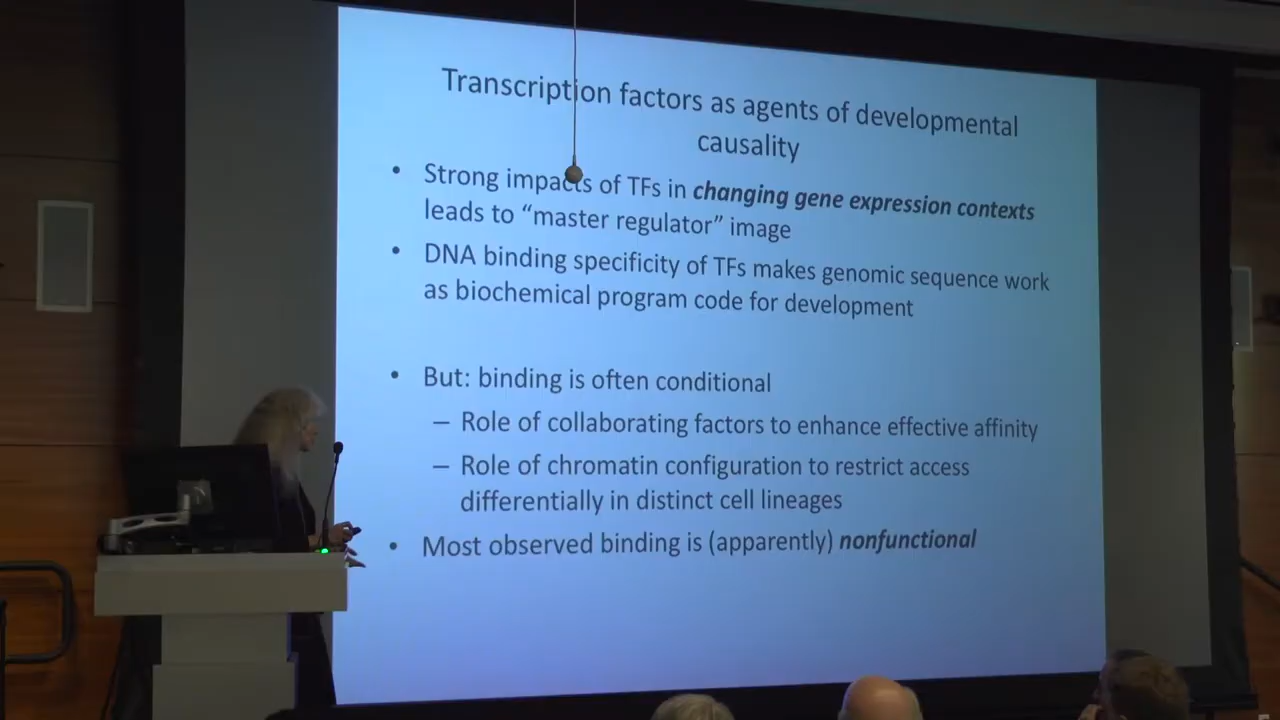 Transcription factors as agents of developmental
causality
• Strong impacts of TFs in changing gene expression contexts
leads to “master regulator” image
• DNA binding specificity of TFs makes genomic sequence work
as biochemical program code for development
• But: binding is often conditional
– Role of collaborating factors to enhance effective affinity
– Role of chromatin configuration to restrict access
differentially in distinct cell lineages
• Most observed binding is (apparently) nonfunctional